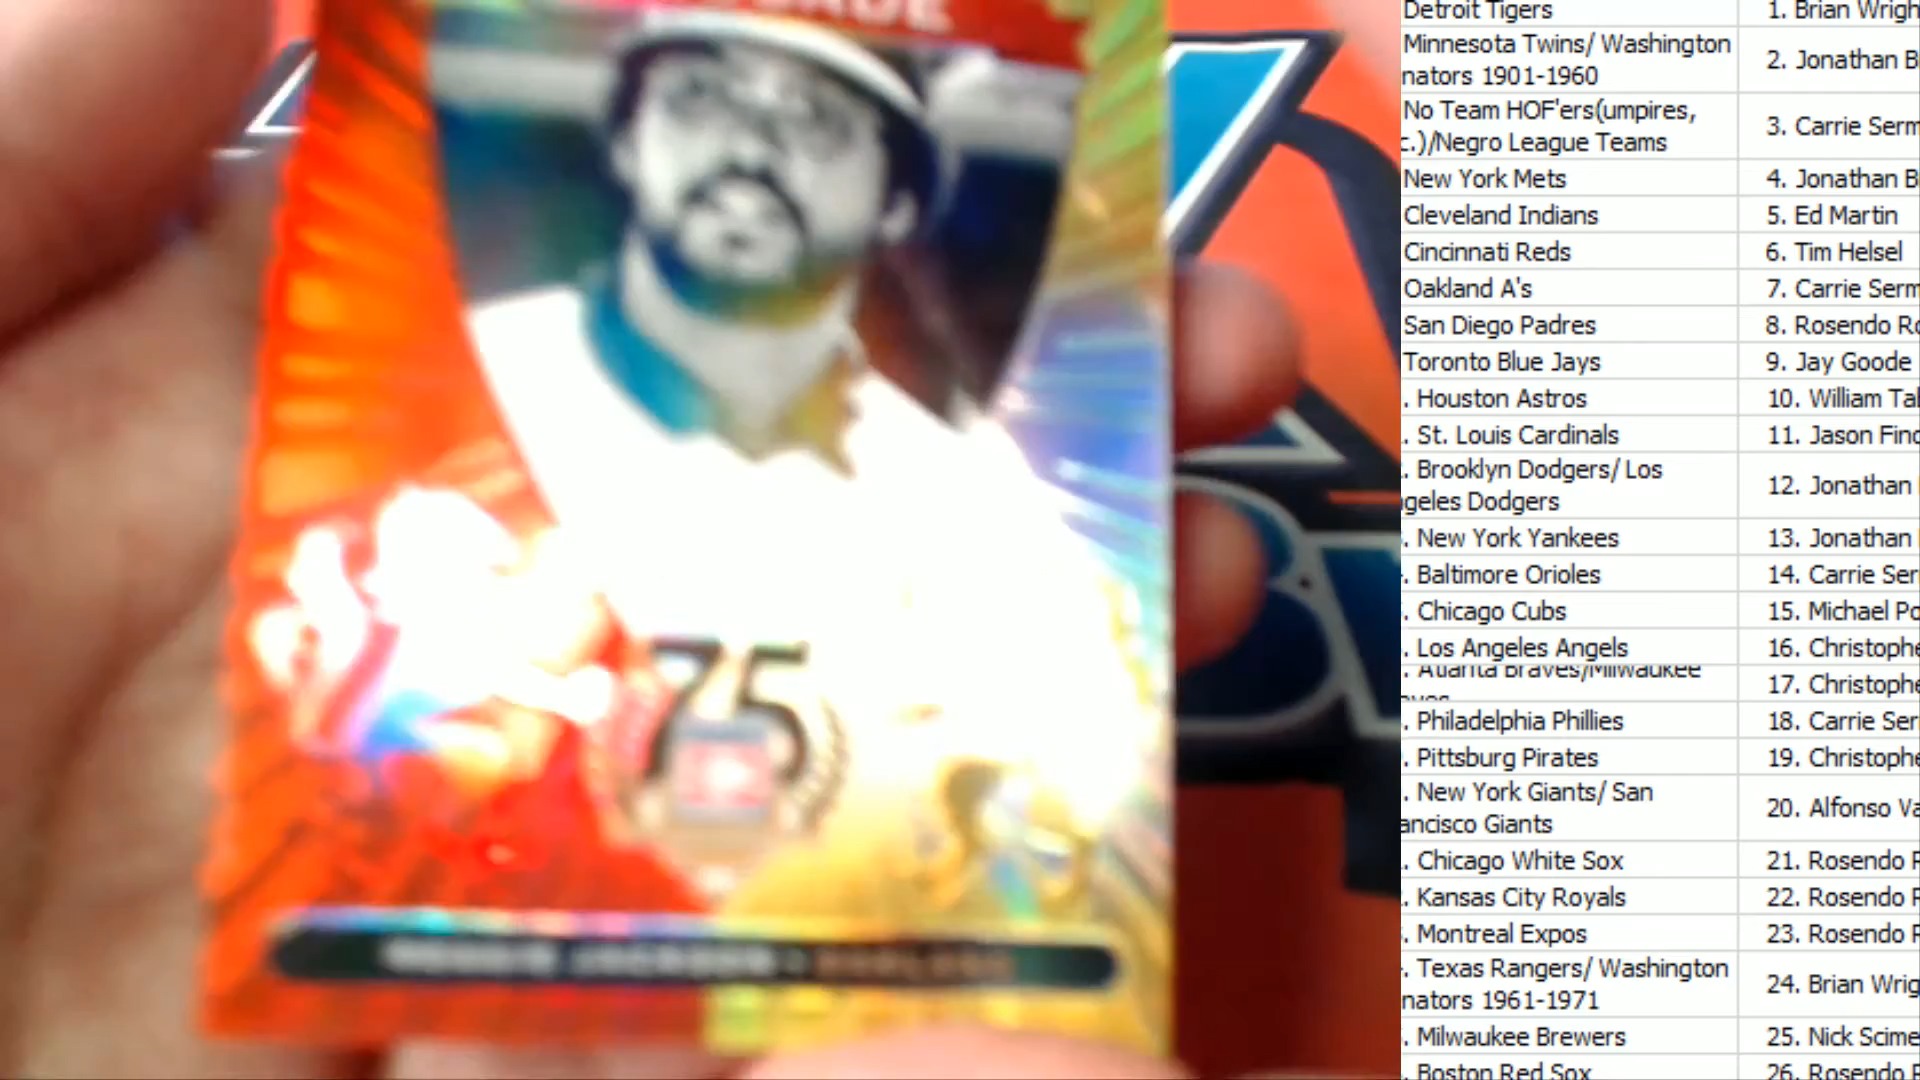 75
REGGIE JACKSON • OAKLAND
Detroit Tigers
1. Brian Wrigh
Minnesota Twins/ Washington
nators 1901-1960
2. Jonathan B
No Team HOF'ers(umpires,
c.)/Negro League Teams
3. Carrie Serm
New York Mets
4. Jonathan B
Cleveland Indians
5. Ed Martin
Cincinnati Reds
6. Tim Helsel
Oakland A's
7. Carrie Serm
San Diego Padres
8. Rosendo Ro
Toronto Blue Jays
9. Jay Goode
. Houston Astros
10. William Tal
. St. Louis Cardinals
11. Jason Finc
. Brooklyn Dodgers/ Los
geles Dodgers
12. Jonathan
. New York Yankees
13. Jonathan
. Baltimore Orioles
14. Carrie Ser
. Chicago Cubs
15. Michael Po
. Los Angeles Angels
16. Christophe
. Atlanta Braves/Milwaukee
17. Christophe
. Philadelphia Phillies
18. Carrie Ser
. Pittsburg Pirates
19. Christophe
. New York Giants/ San
ancisco Giants
20. Alfonso Va
. Chicago White Sox
21. Rosendo R
. Kansas City Royals
22. Rosendo R
. Montreal Expos
23. Rosendo R
. Texas Rangers/ Washington
nators 1961-1971
24. Brian Wrig
. Milwaukee Brewers
25. Nick Scime
. Boston Red Sox
26. Rosendo R